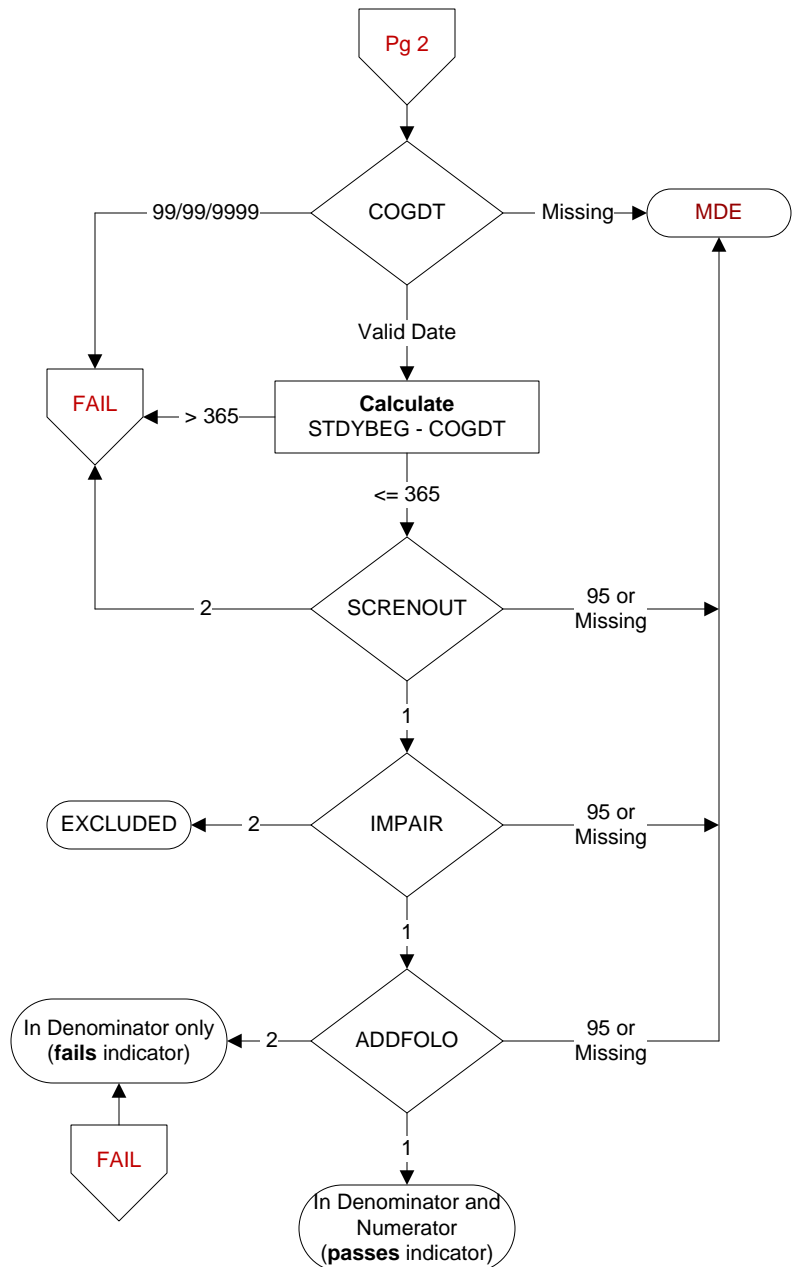 Pg 2
COGDT
99/99/9999
Missing
MDE
Valid Date
FAIL
> 365
Calculate
STDYBEG - COGDT
<= 365
SCRENOUT
2
95 or
Missing
1
EXCLUDED
2
IMPAIR
95 or
Missing
1
In Denominator only
(fails indicator)
2
ADDFOLO
95 or
Missing
FAIL
1
In Denominator and
Numerator
(passes indicator)